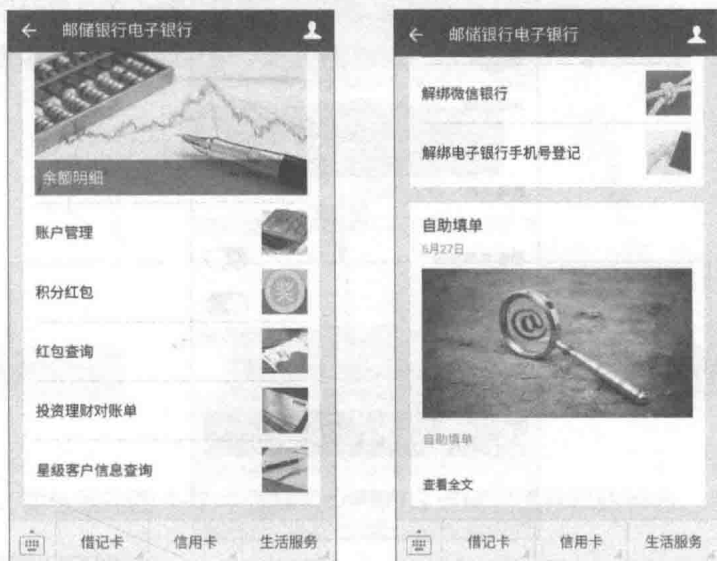 邮储银行电子银行
余额明细
账户管理
积分红包
红包查询
投资理财对账单
星级客户信息查询
借记卡
信用卡
生活服务
邮储银行电子银行
解绑微信银行
解绑电子银行手机号登记
自助填单
5月27日
@
自助填单
查看全文
借记卡
信用卡
生活服务